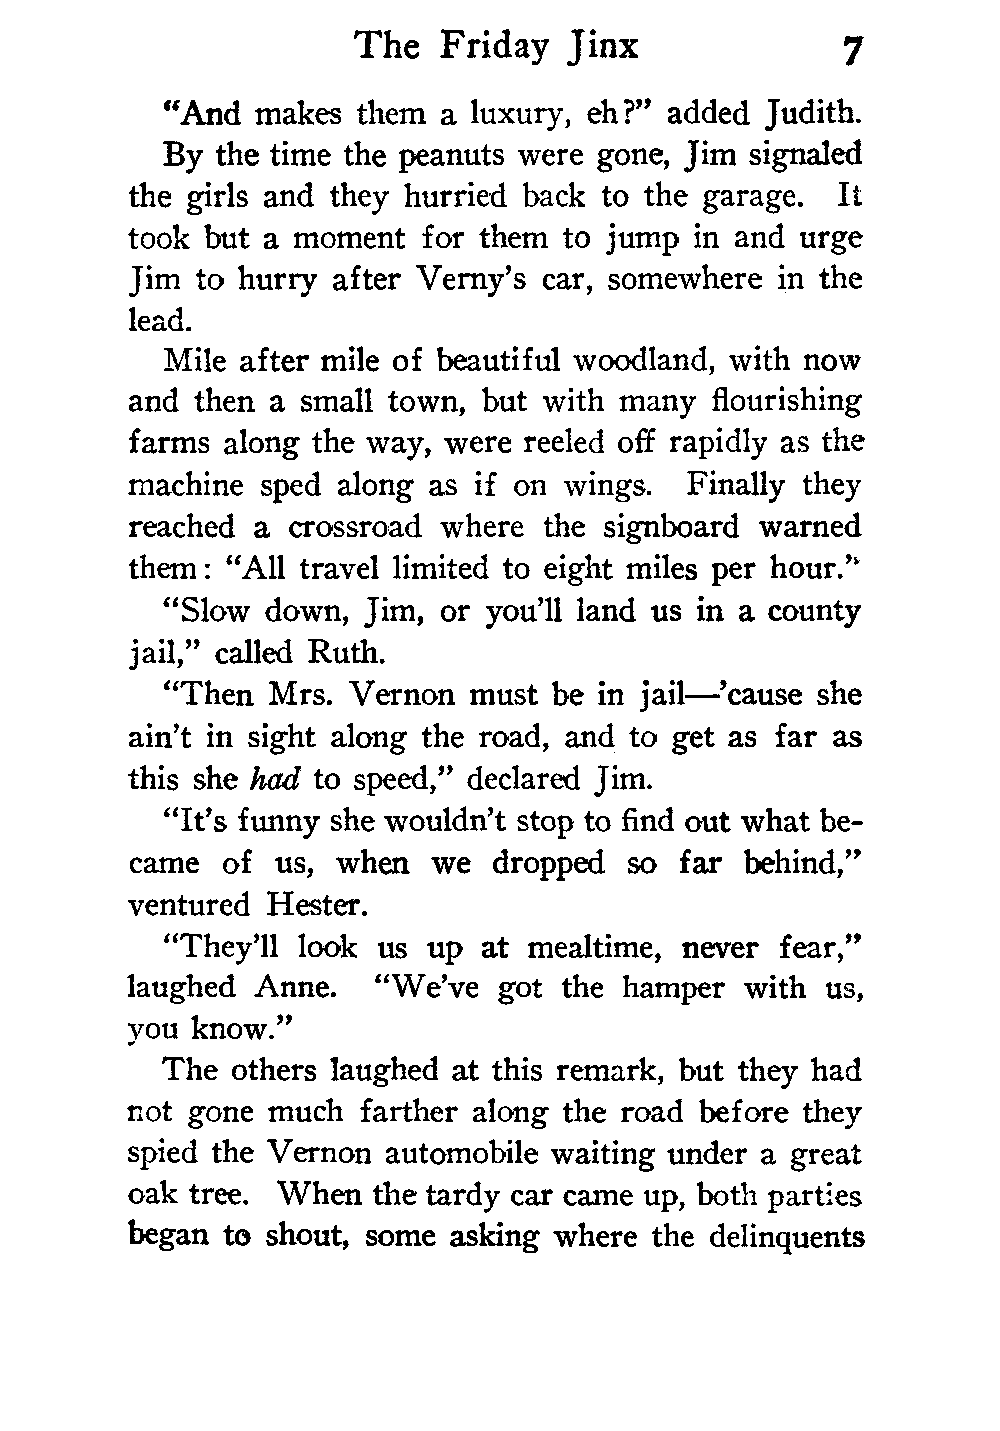 The Friday Jinx 7
“And makes them a luxury, eh?” added Judith.
By the time the peanuts were gone, Jim signaled
the girls and they hurried back to the garage. It
took but a moment for them to jump in and urge
Jim to hurry after Verny’s car, somewhere in the
lead.
Mile after mile of beautiful woodland, with now
and then a small town, but with many flourishing
farms along the way, were reeled off rapidly as the
machine sped along as if on wings. Finally they
reached a crossroad where the signboard warned
them: “All travel limited to eight miles per hour.”
“Slow down, Jim, or you’ll land us in a county
jail,” called Ruth.
“Then Mrs. Vernon must be in jail—’cause she
ain’t in sight along the road, and to get as far as
this she had to speed,” declared Jim.
“It’s funny she wouldn’t stop to find out what be-
came of us, when we dropped so far behind,”
ventured Hester.
“They’ll look us up at mealtime, never fear,”
laughed Anne. “We’ve got the hamper with us,
you know.”
The others laughed at this remark, but they had
not gone much farther along the road before they
spied the Vernon automobile waiting under a great
oak tree. When the tardy car came up, both parties
began to shout, some asking where the delinquents